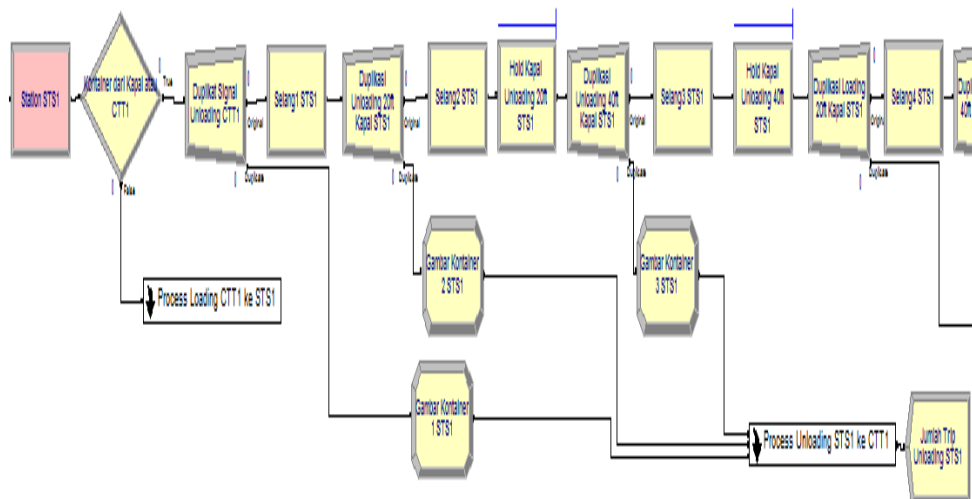 Station STS1
Kontainer dari Kapal atau
CTT1
True
False
Duplikat Signal
Unloading CTT1
Original
Duplicate
Selang1 STS1
Duplikasi
Unloading 20ft
Kapal STS1
Original
Duplicate
Selang2 STS1
Hold Kapal
Unloading 20ft
STS1
Duplikasi
Unloading 40ft
Kapal STS1
Original
Duplicate
Selang3 STS1
Hold Kapal
Unloading 40ft
STS1
Duplikasi Loading
20ft Kapal STS1
Original
Duplicate
Selang4 STS1
40ft
Gambar Kontainer
2 STS1
Gambar Kontainer
3 STS1
Process Loading CTT1 ke STS1
Gambar Kontainer
1 STS1
Process Unloading STS1 ke CTT1
Jumlah Trip
Unloading STS1